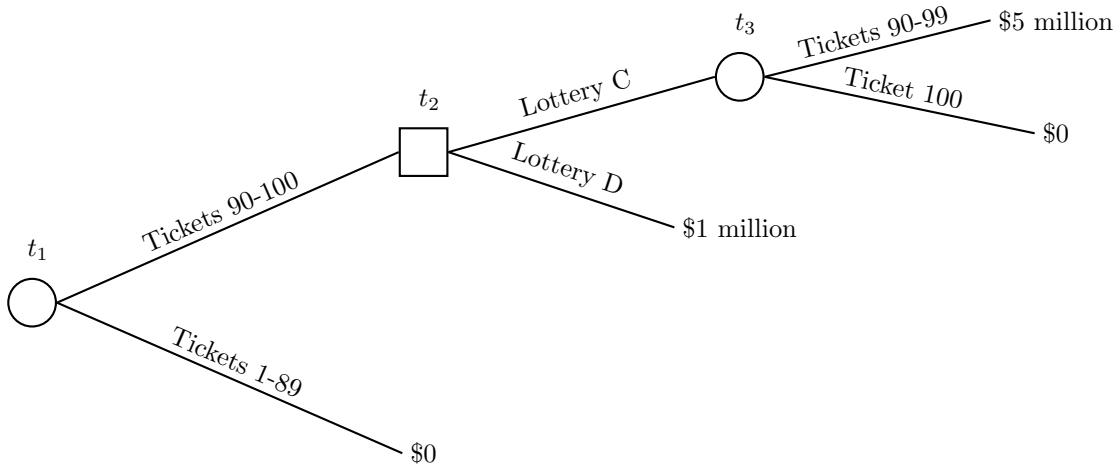 t₃
Tickets 90-99
$5 million
Ticket 100
$0
t₂
Lottery C
Lottery D
$1 million
t₁
Tickets 90-100
Tickets 1-89
$0